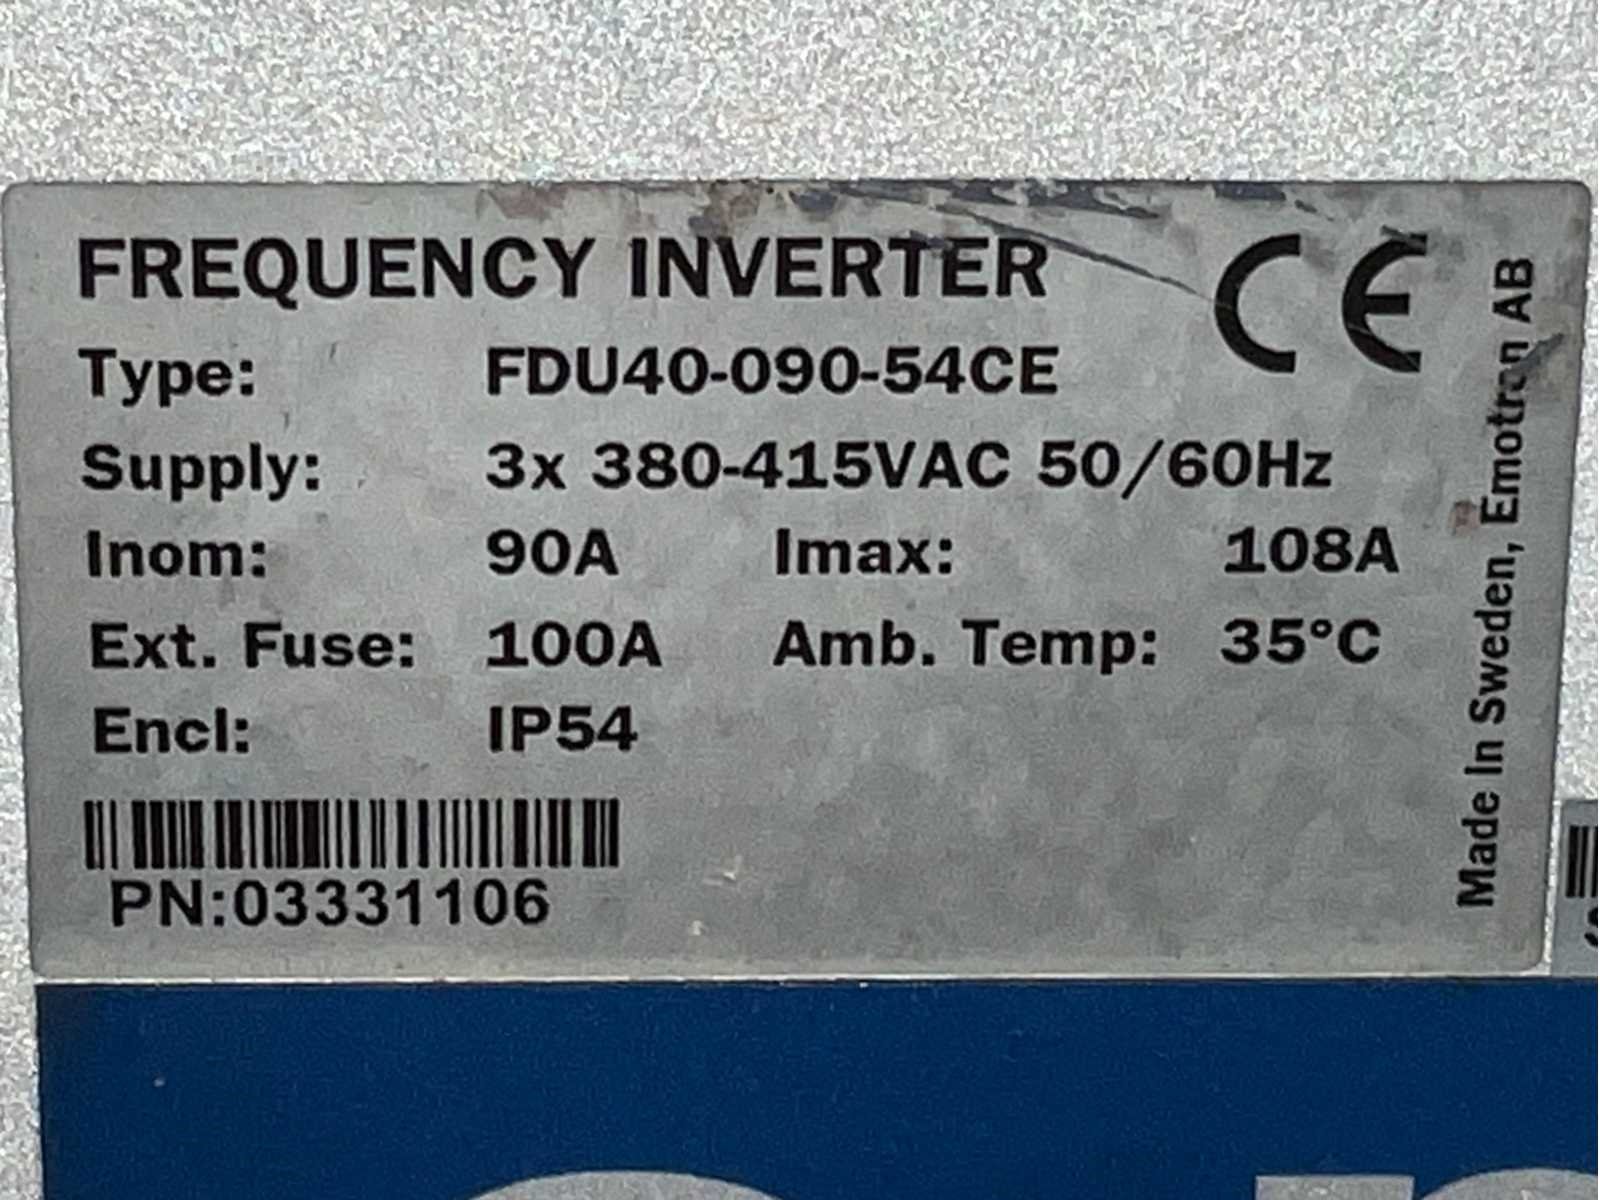 FREQUENCY INVERTER CE
Type: FDU40-090-54CE
Supply: 3x 380-415VAC 50/60Hz
Inom: 90A Imax: 108A
Ext. Fuse: 100A Amb. Temp: 35°C
Encl: IP54
PN:03331106
Made In Sweden, Emotron AB